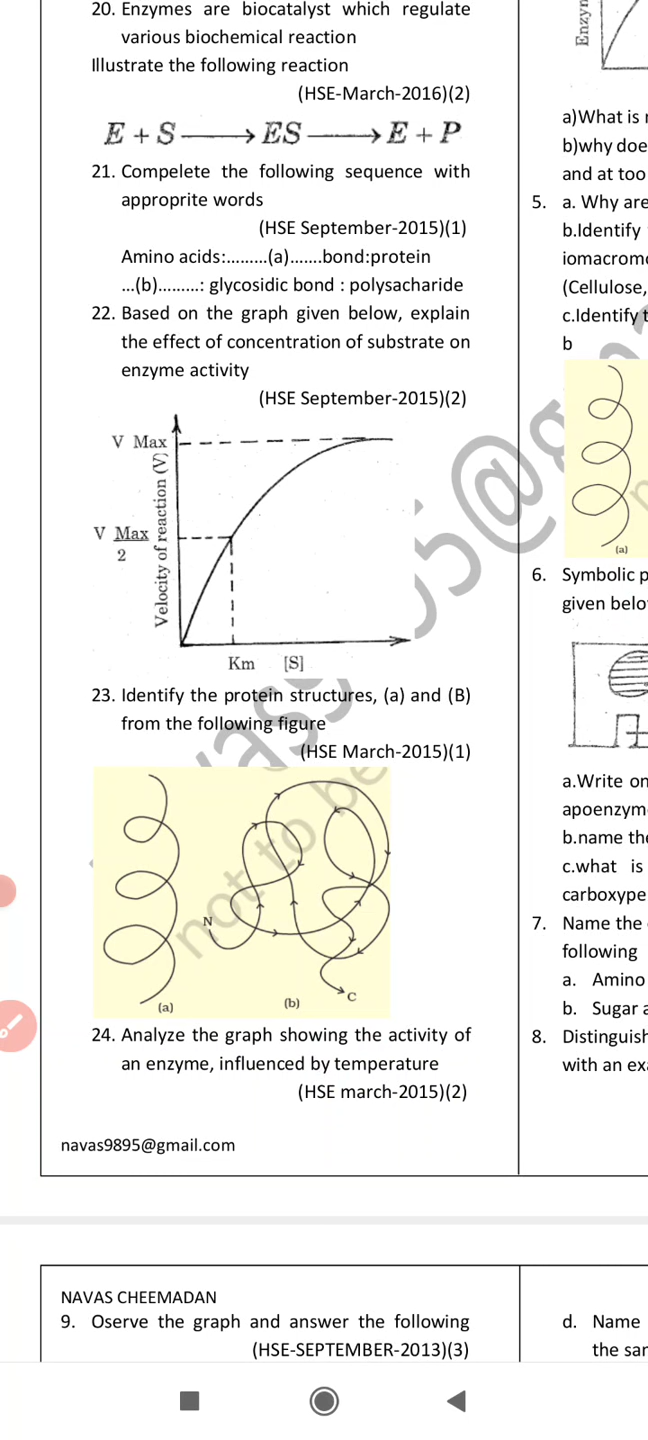 20. Enzymes are biocatalyst which regulate
various biochemical reaction
Illustrate the following reaction
(HSE-March-2016)(2)
E + S ⟶ ES ⟶ E + P
21. Compelete the following sequence with
approprite words
(HSE September-2015)(1)
Amino acids:.........(a).......bond:protein
...(b).........: glycosidic bond : polysacharide
22. Based on the graph given below, explain
the effect of concentration of substrate on
enzyme activity
(HSE September-2015)(2)
V Max
Velocity of reaction (V)
V Max
2
Km [S]
23. Identify the protein structures, (a) and (B)
from the following figure
(HSE March-2015)(1)
N
C
(a)
(b)
not to be
24. Analyze the graph showing the activity of
an enzyme, influenced by temperature
(HSE march-2015)(2)
navas9895@gmail.com
Enzyn
a)What is
b)why doe
and at too
5. a. Why are
b.Identify
iomacrom
(Cellulose,
c.Identify t
b
(a)
6. Symbolic p
given belo
a.Write on
apoenzym
b.name the
c.what is
carboxype
7. Name the
following
a. Amino
b. Sugar a
8. Distinguish
with an exa
NAVAS CHEEMADAN
9. Oserve the graph and answer the following
(HSE-SEPTEMBER-2013)(3)
d. Name
the sar